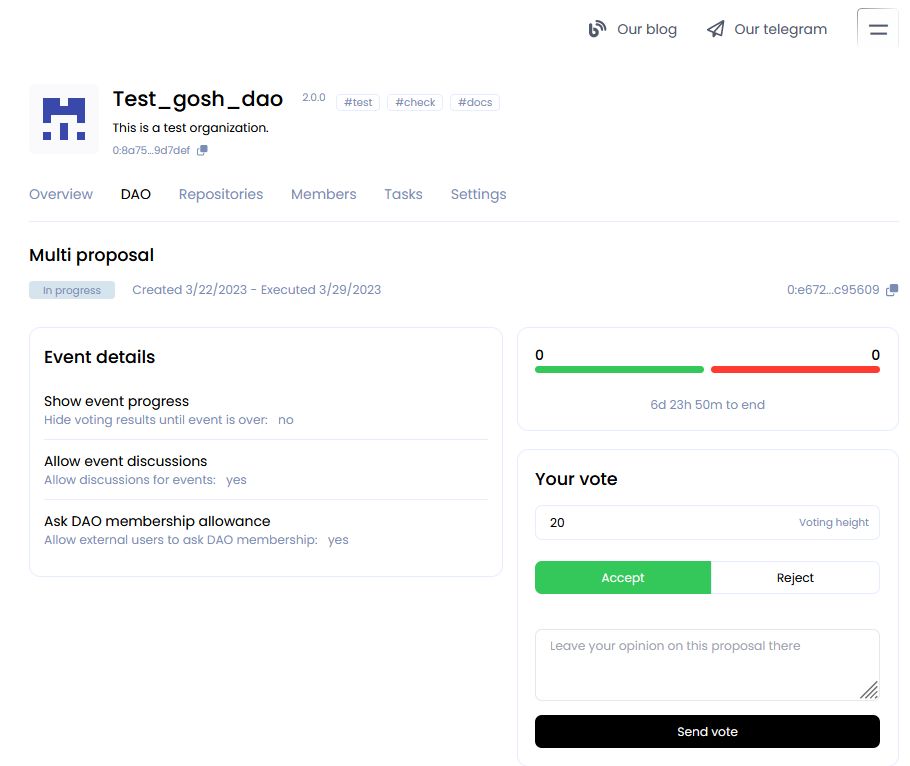 Our blog Our telegram
Test_gosh_dao 2.0.0 #test #check #docs
This is a test organization.
0:8a75...9d7def
Overview DAO Repositories Members Tasks Settings
Multi proposal
In progress Created 3/22/2023 - Executed 3/29/2023 0:e672...c95609
Event details
Show event progress
Hide voting results until event is over: no
Allow event discussions
Allow discussions for events: yes
Ask DAO membership allowance
Allow external users to ask DAO membership: yes
0 0
6d 23h 50m to end
Your vote
20 Voting height
Accept Reject
Leave your opinion on this proposal there
Send vote